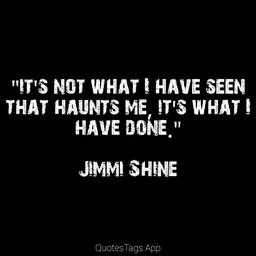 "IT'S NOT WHAT I HAVE SEEN
THAT HAUNTS ME, IT'S WHAT I
HAVE DONE."
JIMMI SHINE
QuotesTags App